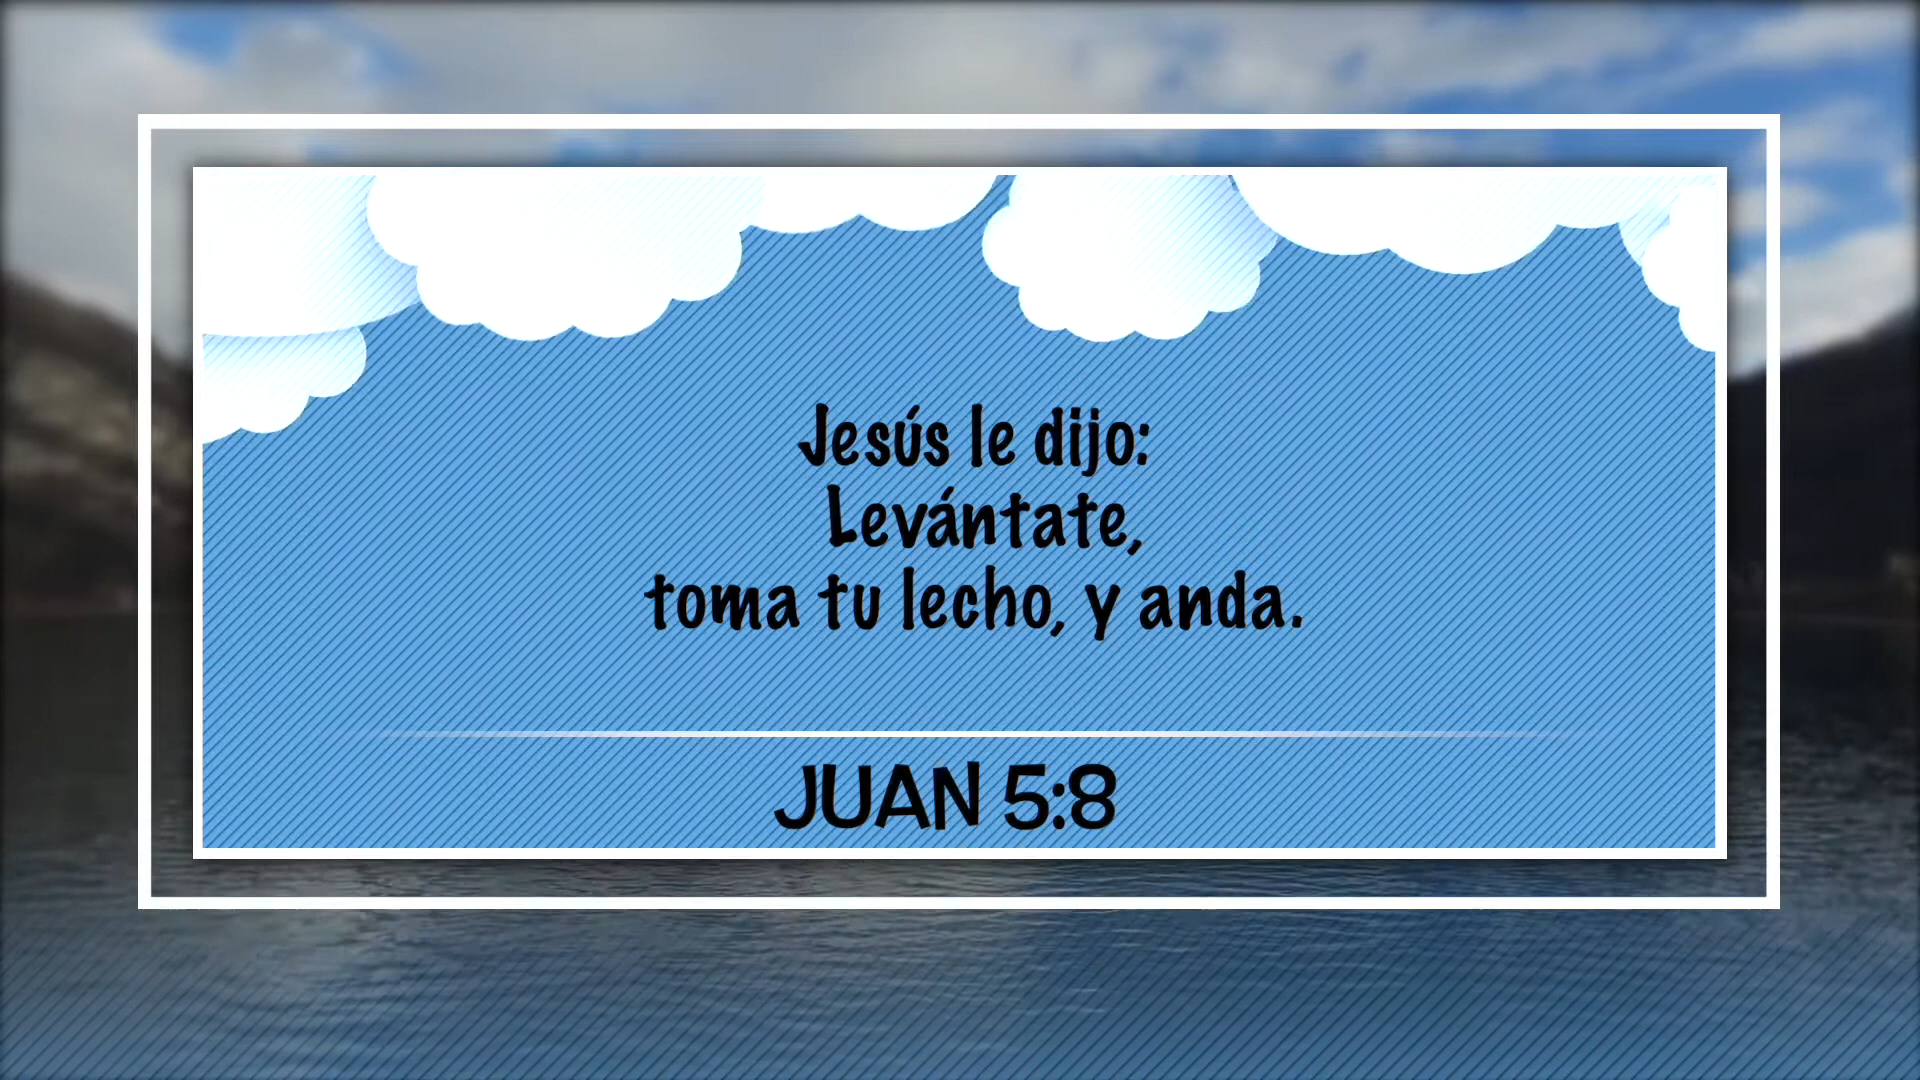 Jesús le dijo:
Levántate,
toma tu lecho, y anda.
JUAN 5:8